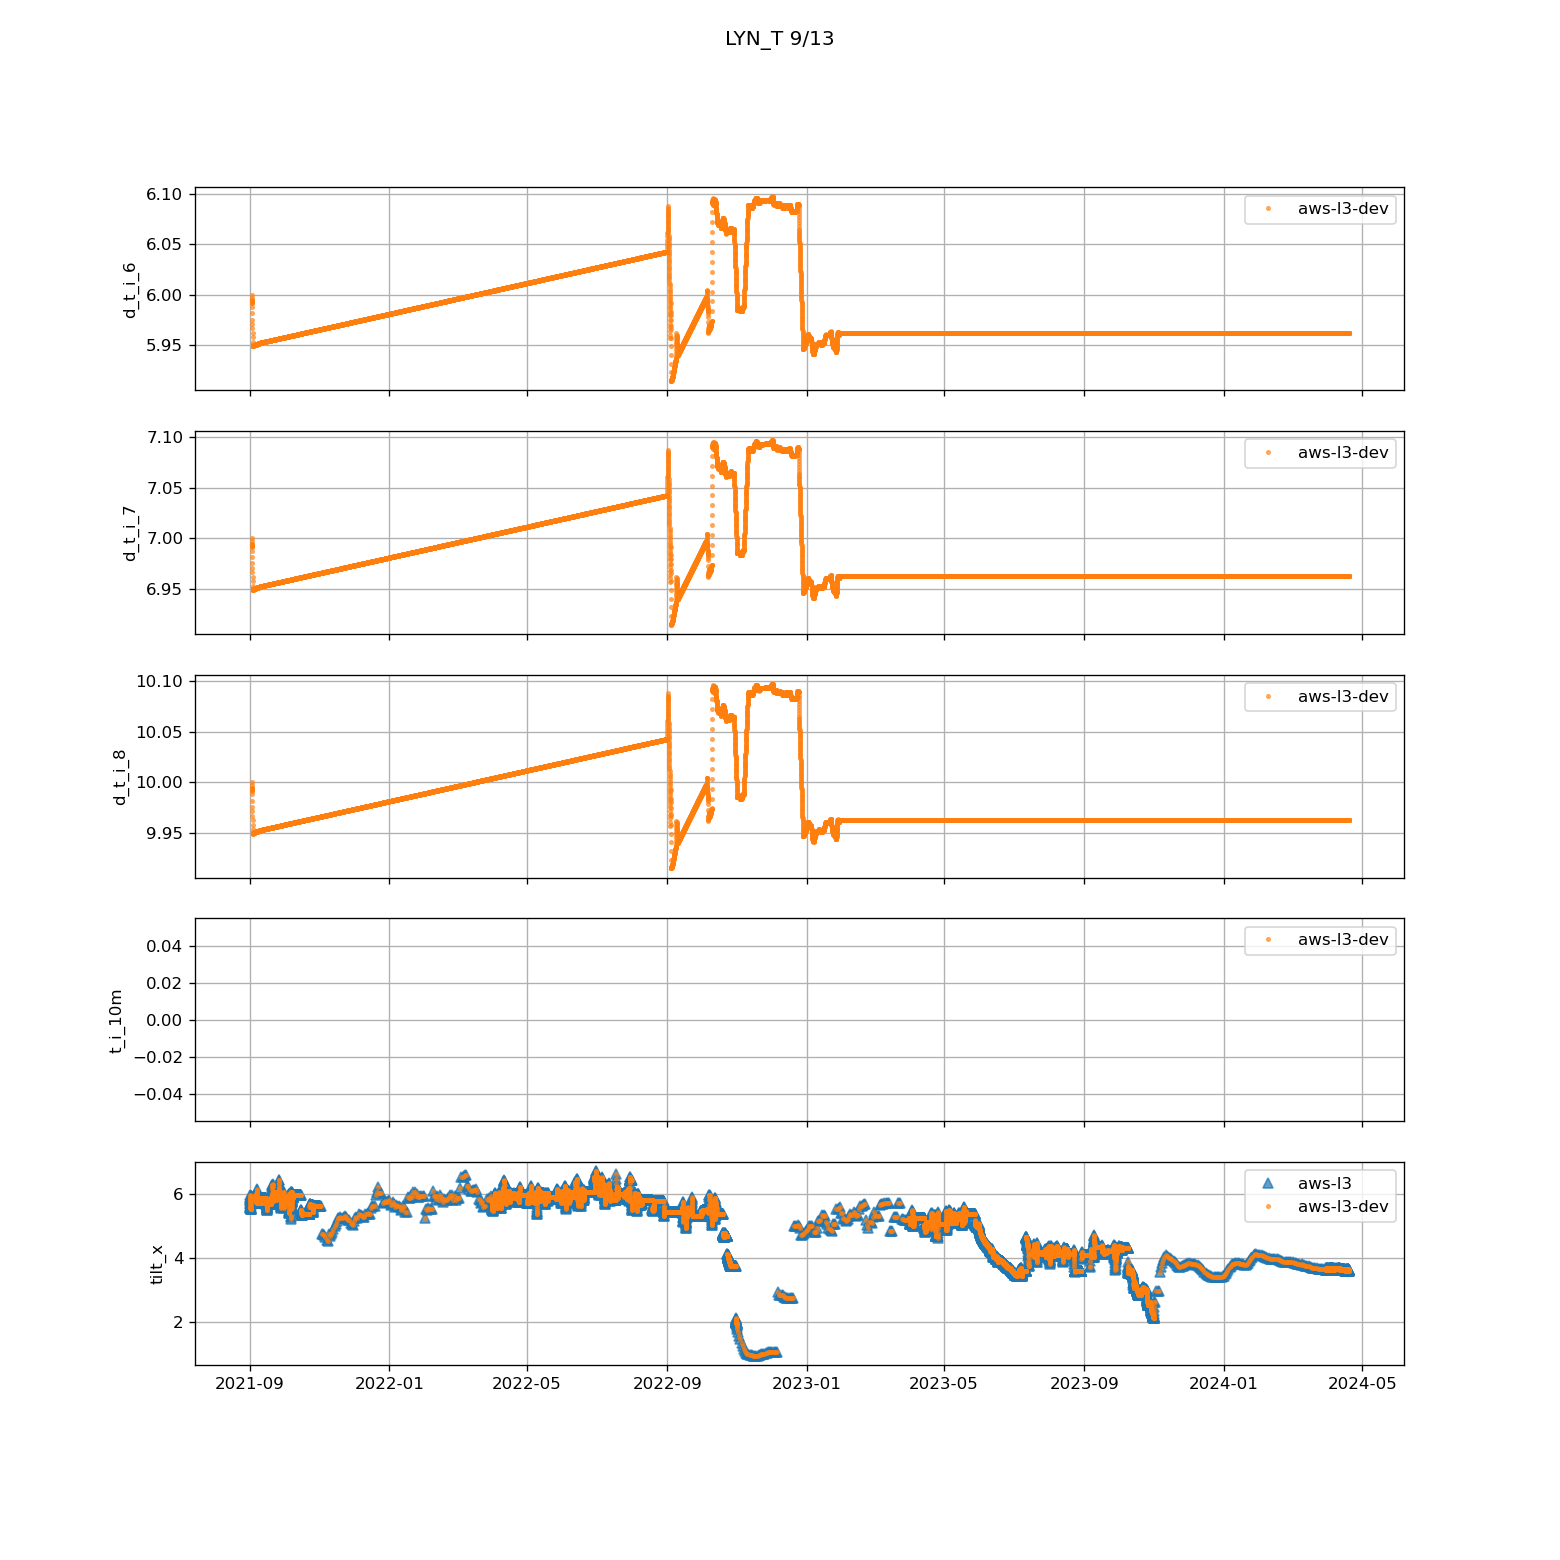 LYN_T 9/13
6.10
6.05
6.00
5.95
d_t_i_6
aws-l3-dev
7.10
7.05
7.00
6.95
d_t_i_7
aws-l3-dev
10.10
10.05
10.00
9.95
d_t_i_8
aws-l3-dev
0.04
0.02
0.00
−0.02
−0.04
t_i_10m
aws-l3-dev
6
4
2
tilt_x
aws-l3
aws-l3-dev
2021-09 2022-01 2022-05 2022-09 2023-01 2023-05 2023-09 2024-01 2024-05